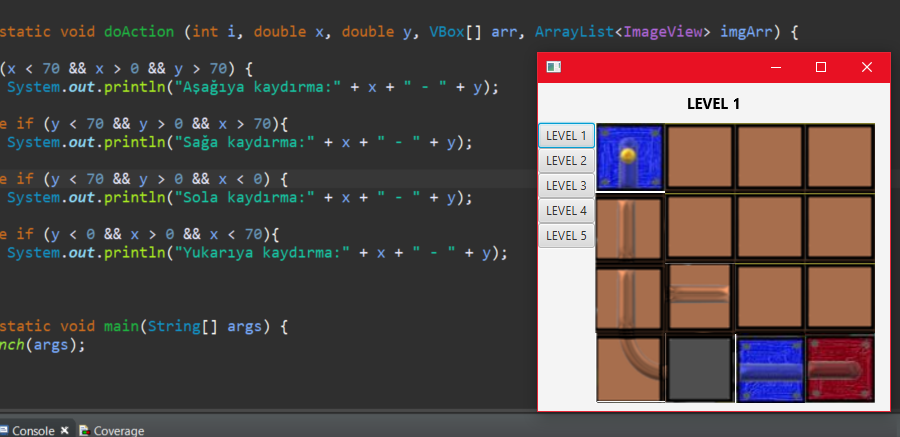 static void doAction (int i, double x, double y, VBox[] arr, ArrayList<ImageView> imgArr) {
(x < 70 && x > 0 && y > 70) {
System.out.println("Aşağıya kaydırma:" + x + " - " + y);
e if (y < 70 && y > 0 && x > 70){
System.out.println("Sağa kaydırma:" + x + " - " + y);
e if (y < 70 && y > 0 && x < 0) {
System.out.println("Sola kaydırma:" + x + " - " + y);
e if (y < 0 && x > 0 && x < 70){
System.out.println("Yukarıya kaydırma:" + x + " - " + y);
static void main(String[] args) {
nch(args);
Console
Coverage
LEVEL 1
LEVEL 1
LEVEL 2
LEVEL 3
LEVEL 4
LEVEL 5